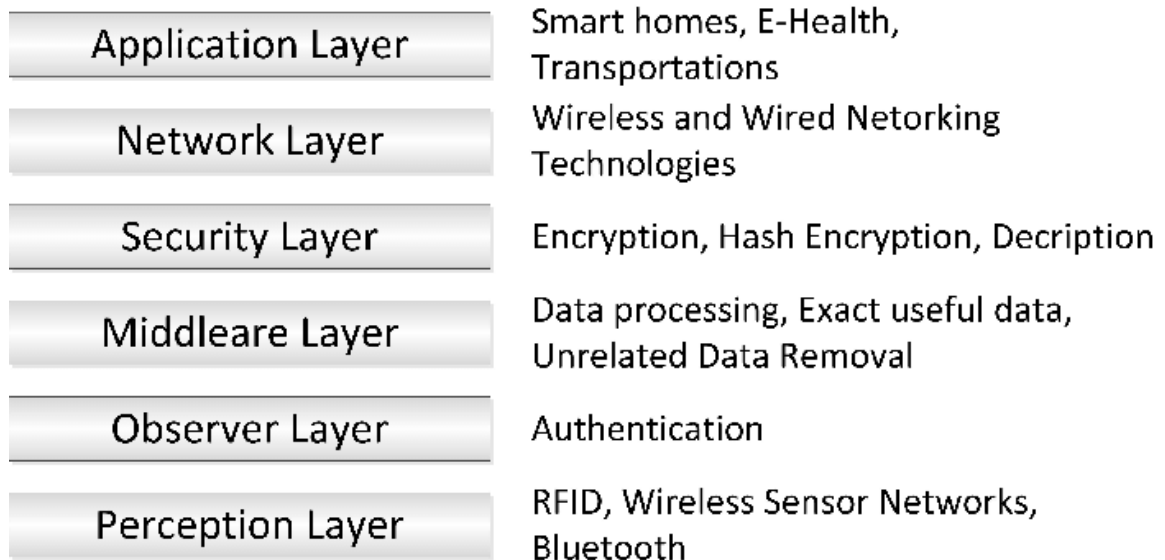 Application Layer
Smart homes, E-Health,
Transportations
Network Layer
Wireless and Wired Netorking
Technologies
Security Layer
Encryption, Hash Encryption, Decription
Middleare Layer
Data processing, Exact useful data,
Unrelated Data Removal
Observer Layer
Authentication
Perception Layer
RFID, Wireless Sensor Networks,
Bluetooth